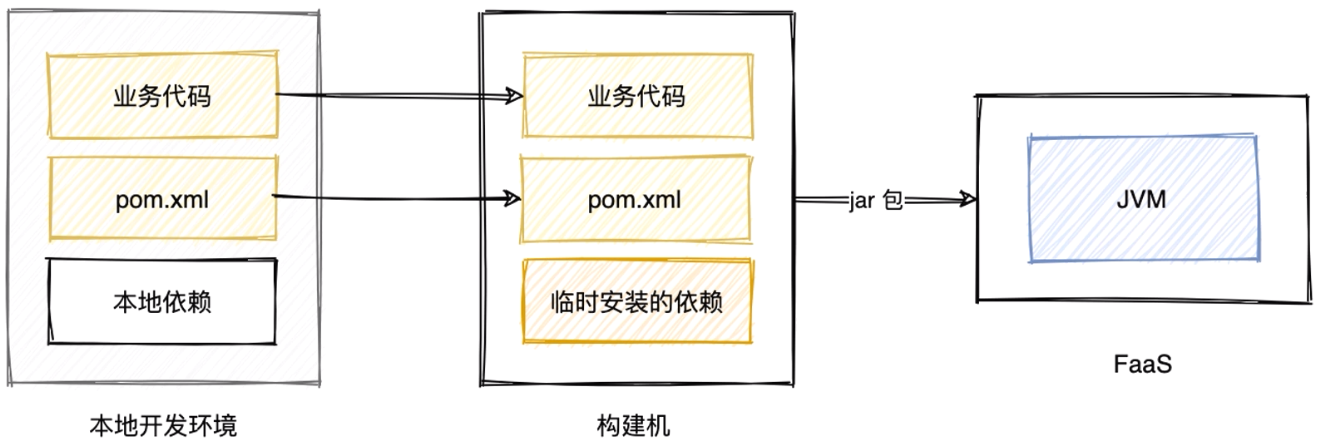 业务代码
pom.xml
本地依赖
本地开发环境
业务代码
pom.xml
临时安装的依赖
构建机
jar 包
JVM
FaaS